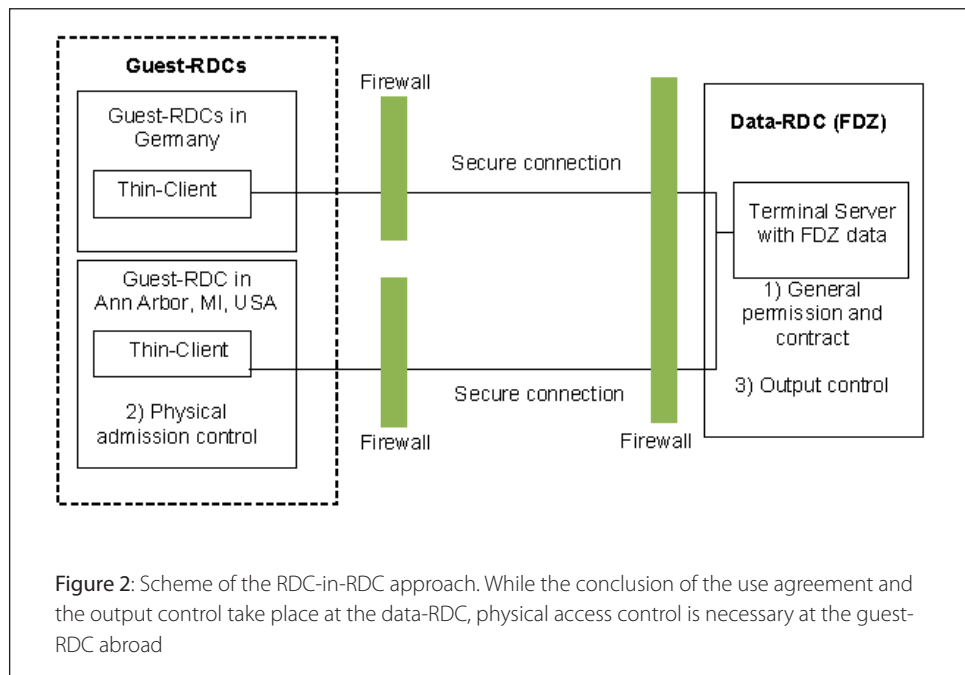 Guest-RDCs
Guest-RDCs in
Germany
Thin-Client
Guest-RDC in
Ann Arbor, MI, USA
Thin-Client
2) Physical
admission control
Firewall
Secure connection
Secure connection
Firewall
Firewall
Data-RDC (FDZ)
Terminal Server
with FDZ data
1) General
permission and
contract
3) Output control
Figure 2: Scheme of the RDC-in-RDC approach. While the conclusion of the use agreement and
the output control take place at the data-RDC, physical access control is necessary at the guest-
RDC abroad